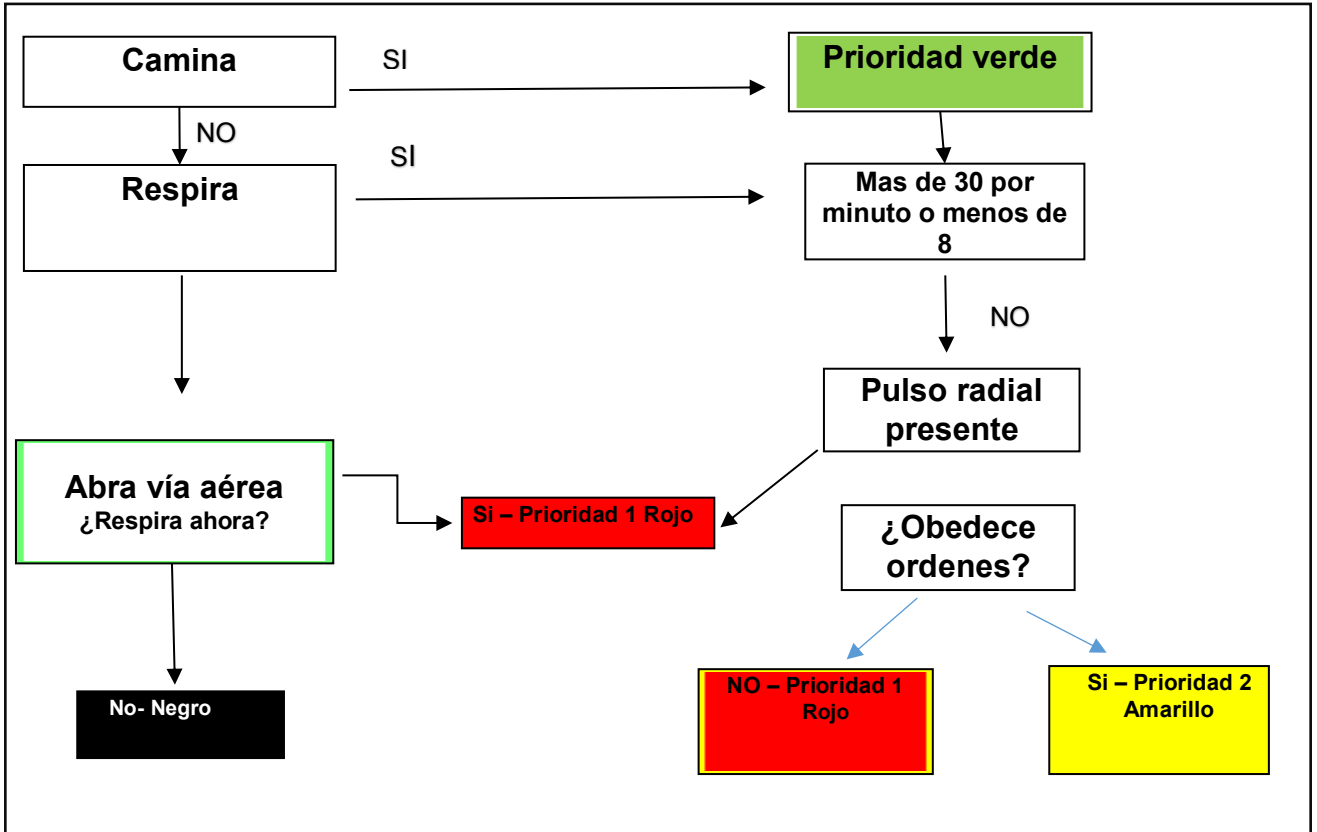 Camina
SI
Prioridad verde
NO
Respira
SI
Mas de 30 por
minuto o menos de
8
NO
Pulso radial
presente
Abra vía aérea
¿Respira ahora?
Si – Prioridad 1 Rojo
¿Obedece
ordenes?
No- Negro
NO – Prioridad 1
Rojo
Si – Prioridad 2
Amarillo